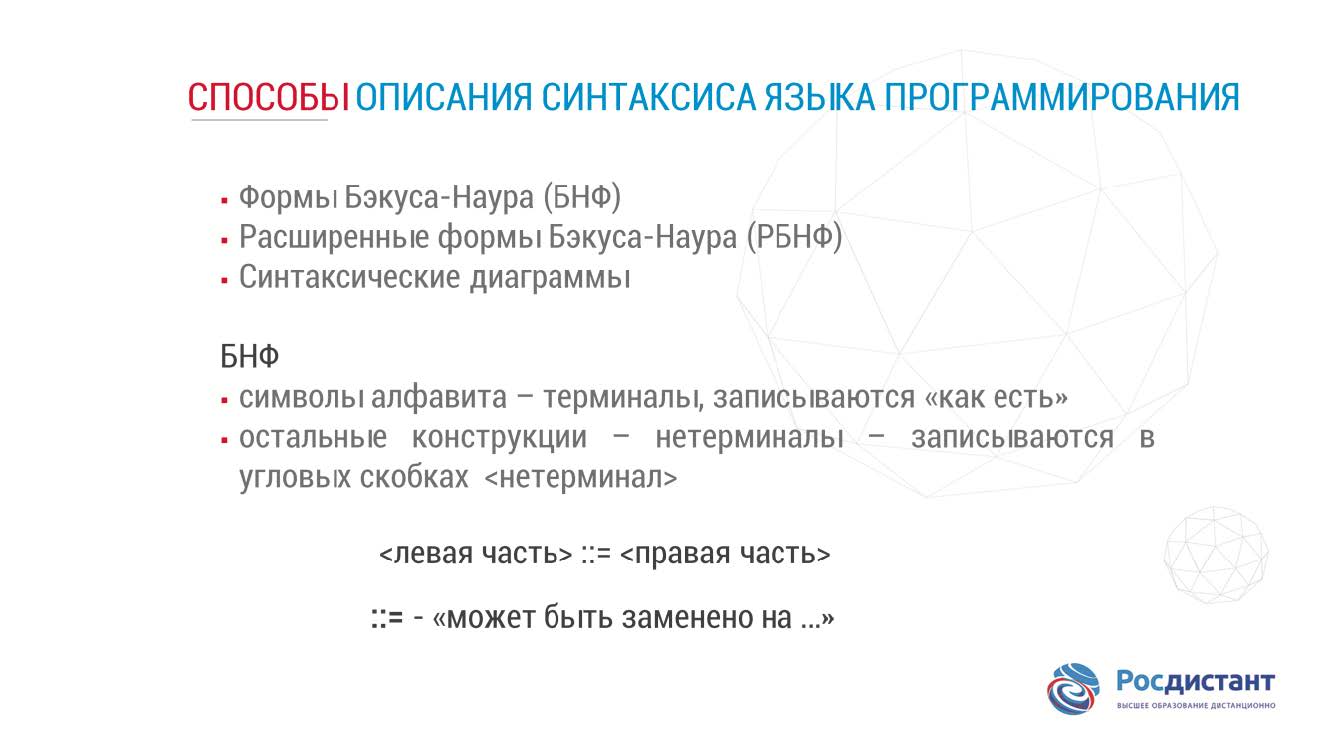 СПОСОБЫ ОПИСАНИЯ СИНТАКСИСА ЯЗЫКА ПРОГРАММИРОВАНИЯ
▪ Формы Бэкуса-Наура (БНФ)
▪ Расширенные формы Бэкуса-Наура (РБНФ)
▪ Синтаксические диаграммы
БНФ
▪ символы алфавита – терминалы, записываются «как есть»
▪ остальные конструкции – нетерминалы – записываются в
угловых скобках <нетерминал>
<левая часть> ::= <правая часть>
::= - «может быть заменено на ...»
Росдистант
ВЫСШЕЕ ОБРАЗОВАНИЕ ДИСТАНЦИОННО